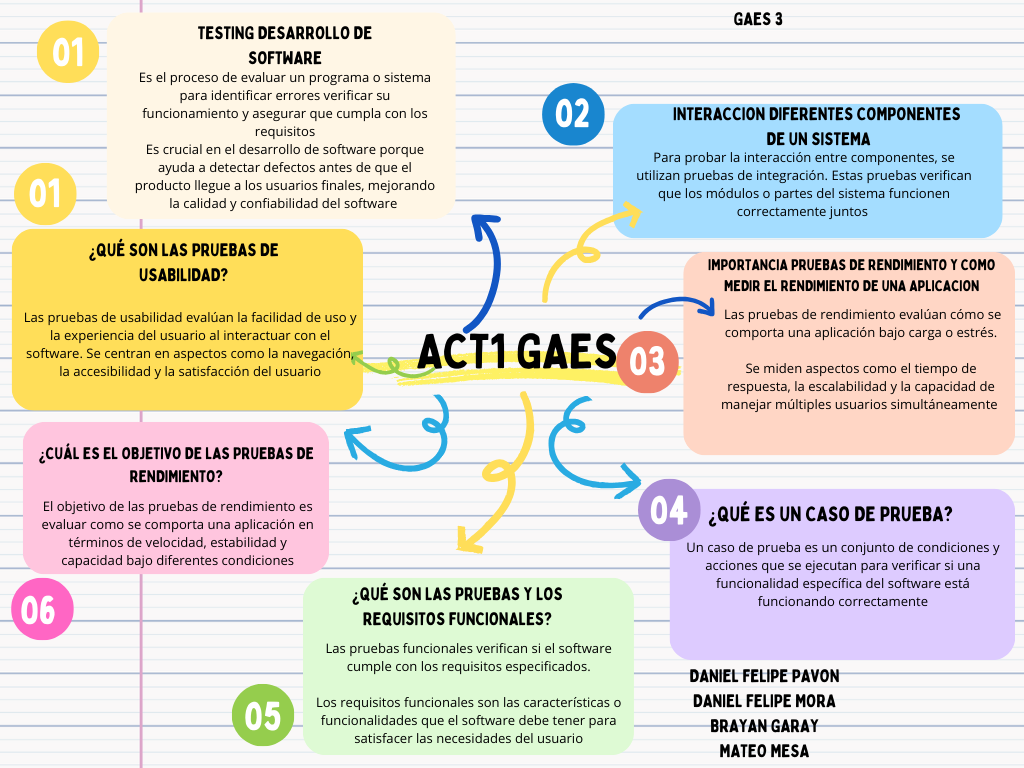 GAES 3
01
TESTING DESARROLLO DE
SOFTWARE
Es el proceso de evaluar un programa o sistema
para identificar errores verificar su
funcionamiento y asegurar que cumpla con los
requisitos
Es crucial en el desarrollo de software porque
ayuda a detectar defectos antes de que el
producto llegue a los usuarios finales, mejorando
la calidad y confiabilidad del software
02
INTERACCION DIFERENTES COMPONENTES
DE UN SISTEMA
Para probar la interacción entre componentes, se
utilizan pruebas de integración. Estas pruebas verifican
que los módulos o partes del sistema funcionen
correctamente juntos
01
¿QUÉ SON LAS PRUEBAS DE
USABILIDAD?
Las pruebas de usabilidad evalúan la facilidad de uso y
la experiencia del usuario al interactuar con el
software. Se centran en aspectos como la navegación,
la accesibilidad y la satisfacción del usuario
ACT1 GAES
03
IMPORTANCIA PRUEBAS DE RENDIMIENTO Y COMO
MEDIR EL RENDIMIENTO DE UNA APLICACION
Las pruebas de rendimiento evalúan cómo se
comporta una aplicación bajo carga o estrés.
Se miden aspectos como el tiempo de
respuesta, la escalabilidad y la capacidad de
manejar múltiples usuarios simultáneamente
¿CUÁL ES EL OBJETIVO DE LAS PRUEBAS DE
RENDIMIENTO?
El objetivo de las pruebas de rendimiento es
evaluar como se comporta una aplicación en
términos de velocidad, estabilidad y
capacidad bajo diferentes condiciones
06
04
¿QUÉ ES UN CASO DE PRUEBA?
Un caso de prueba es un conjunto de condiciones y
acciones que se ejecutan para verificar si una
funcionalidad específica del software está
funcionando correctamente
¿QUÉ SON LAS PRUEBAS Y LOS
REQUISITOS FUNCIONALES?
Las pruebas funcionales verifican si el software
cumple con los requisitos especificados.
Los requisitos funcionales son las características o
funcionalidades que el software debe tener para
satisfacer las necesidades del usuario
05
DANIEL FELIPE PAVON
DANIEL FELIPE MORA
BRAYAN GARAY
MATEO MESA